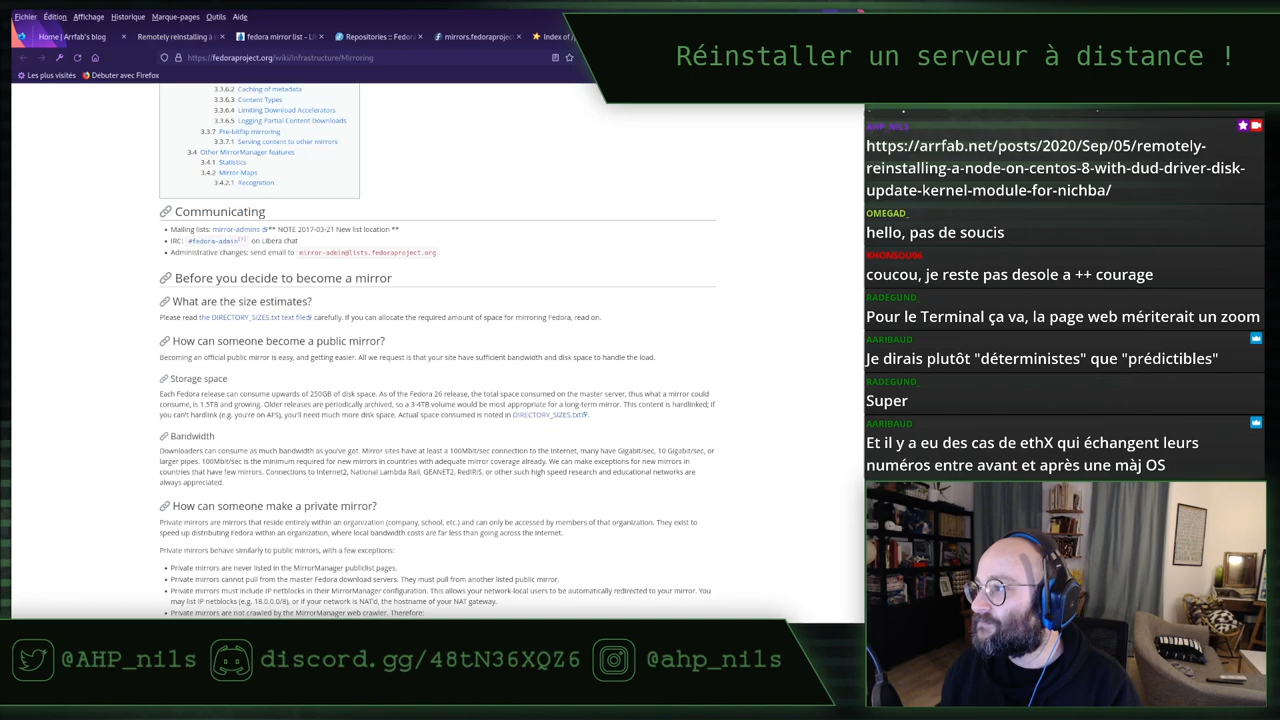 Fichier Édition Affichage Historique Marque-pages Outils Aide
Home | Arrfab's blog
Remotely reinstalling a
fedora mirror list - Li
Repositories :: Fedora
mirrors.fedoraproject
Index of /
https://fedoraproject.org/wiki/Infrastructure/Mirroring
Les plus visités Débuter avec Firefox
3.3.6.2 Caching of metadata
3.3.6.3 Content Types
3.3.6.4 Limiting Download Accelerators
3.3.6.5 Logging Partial Content Downloads
3.3.7 Pre-bitflip mirroring
3.3.7.1 Serving content to other mirrors
3.4 Other MirrorManager features
3.4.1 Statistics
3.4.2 Mirror Maps
3.4.2.1 Recognition
Communicating
Mailing lists: mirror-admins ** NOTE 2017-03-21 New list location **
IRC: #fedora-admin[?] on Libera chat
Administrative changes: send email to mirror-admin@lists.fedoraproject.org
Before you decide to become a mirror
What are the size estimates?
Please read the DIRECTORY_SIZES.txt text file carefully. If you can allocate the required amount of space for mirroring Fedora, read on.
How can someone become a public mirror?
Becoming an official public mirror is easy, and getting easier. All we request is that your site have sufficient bandwidth and disk space to handle the load.
Storage space
Each Fedora release can consume upwards of 250GB of disk space. As of the Fedora 26 release, the total space consumed on the master server, thus what a mirror could
consume, is 1.5TB and growing. Older releases are periodically archived, so a 3-4TB volume would be most appropriate for a long-term mirror. This content is hardlinked; if
you can't hardlink (e.g. you're on AFS), you'll need much more disk space. Actual space consumed is noted in DIRECTORY_SIZES.txt.
Bandwidth
Downloaders can consume as much bandwidth as you've got. Mirror sites have at least a 100Mbit/sec connection to the Internet, many have Gigabit/sec, 10 Gigabit/sec, or
larger pipes. 100Mbit/sec is the minimum required for new mirrors in countries with adequate mirror coverage already. We can make exceptions for new mirrors in
countries that have few mirrors. Connections to Internet2, National Lambda Rail, GEANET2, RedIRIS, or other such high speed research and educational networks are
always appreciated.
How can someone make a private mirror?
Private mirrors are mirrors that reside entirely within an organization (company, school, etc.) and can only be accessed by members of that organization. They exist to
speed up distributing Fedora within an organization, where local bandwidth costs are far less than going across the Internet.
Private mirrors behave similarly to public mirrors, with a few exceptions:
Private mirrors are never listed in the MirrorManager publiclist pages.
Private mirrors cannot pull from the master Fedora download servers. They must pull from another listed public mirror.
Private mirrors must include IP netblocks in their MirrorManager configuration. This allows your network-local users to be automatically redirected to your mirror. You
may list IP netblocks (e.g. 18.0.0.0/8), or if your network is NAT'd, the hostname of your NAT gateway.
Private mirrors are not crawled by the MirrorManager web crawler. Therefore:
Réinstaller un serveur à distance !
AHP_NILS
https://arrfab.net/posts/2020/Sep/05/remotely-
reinstalling-a-node-on-centos-8-with-dud-driver-disk-
update-kernel-module-for-nichba/
OMEGAD_
hello, pas de soucis
KHONSOU66
coucou, je reste pas desole a ++ courage
RADEGUND_
Pour le Terminal ça va, la page web mériterait un zoom
AARIBAUD
Je dirais plutôt "déterministes" que "prédictibles"
RADEGUND_
Super
AARIBAUD
Et il y a eu des cas de ethX qui échangent leurs
numéros entre avant et après une màj Ô.o
@AHP_nils
discord.gg/48tN36XQZ6
@ahp_nils